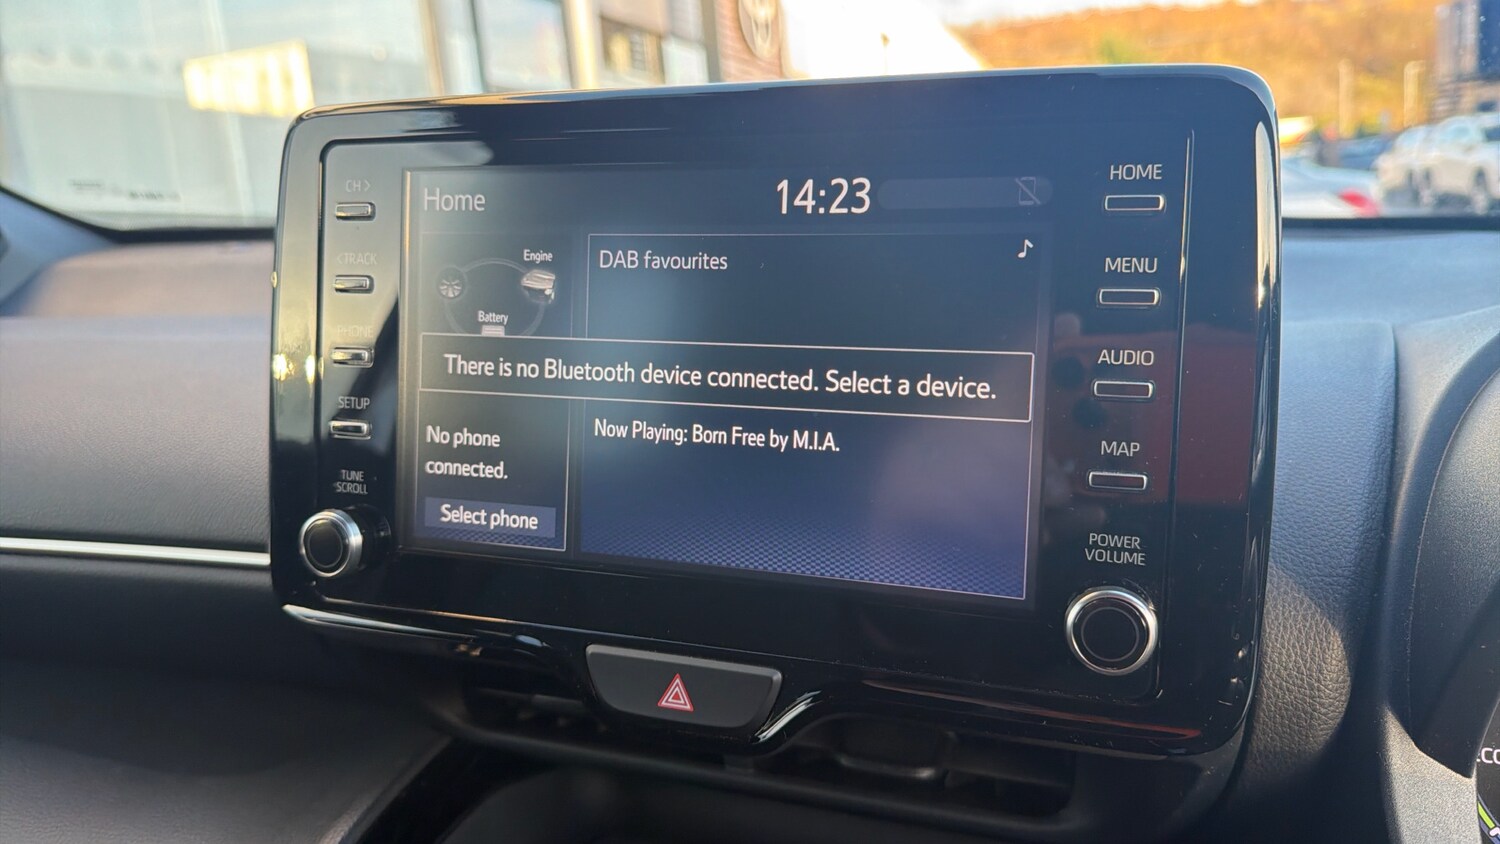 CH >
Home
14:23
HOME
Engine
DAB favourites
MENU
TRACK
Battery
PHONE
There is no Bluetooth device connected. Select a device.
AUDIO
SETUP
No phone
connected.
Now Playing: Born Free by M.I.A.
MAP
TUNE
SCROLL
Select phone
POWER
VOLUME